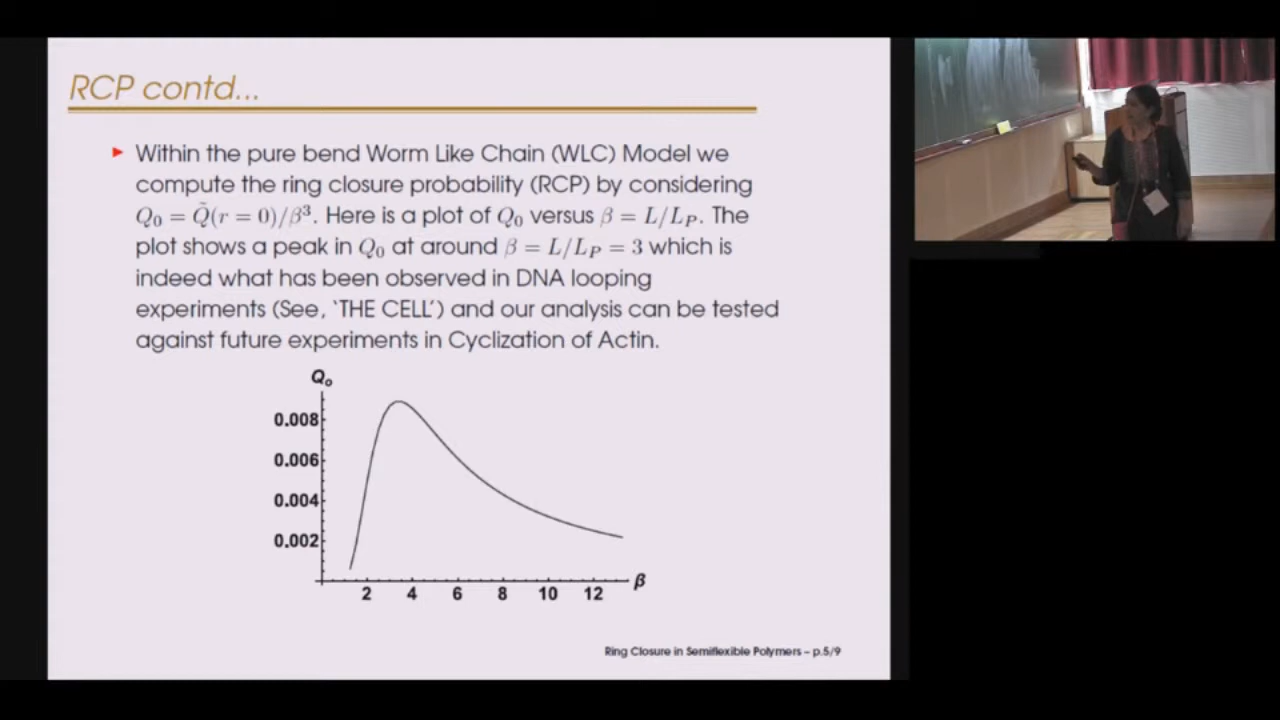 RCP contd...
Within the pure bend Worm Like Chain (WLC) Model we
compute the ring closure probability (RCP) by considering
Q₀ = Q̃(r = 0)/β³. Here is a plot of Q₀ versus β = L/L_P. The
plot shows a peak in Q₀ at around β = L/L_P = 3 which is
indeed what has been observed in DNA looping
experiments (See, ‘THE CELL’) and our analysis can be tested
against future experiments in Cyclization of Actin.
Q₀
0.008
0.006
0.004
0.002
2 4 6 8 10 12 β
Ring Closure in Semiflexible Polymers – p.5/9